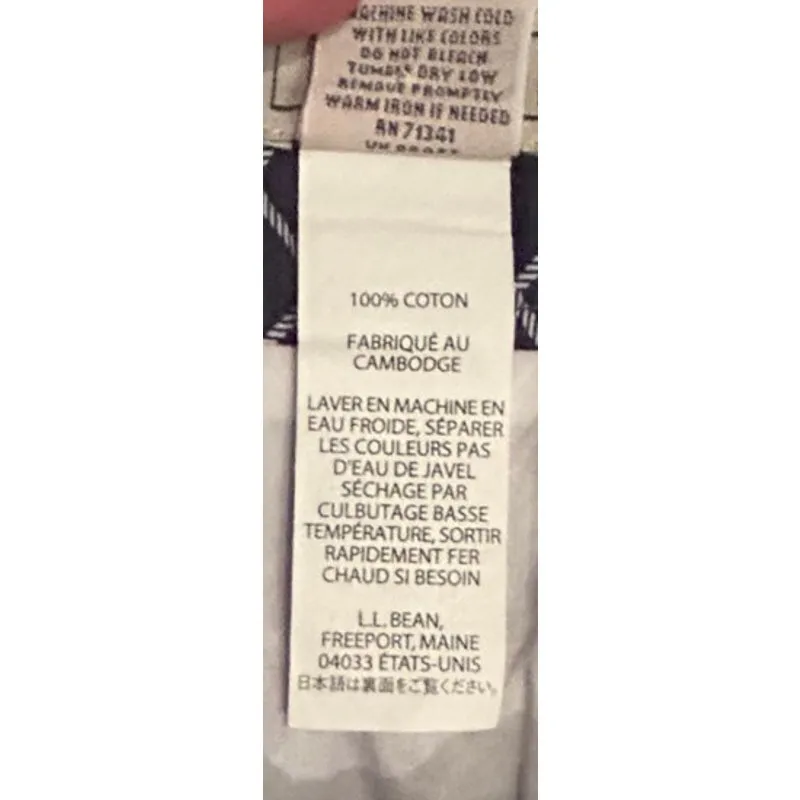 MACHINE WASH COLD
WITH LIKE COLORS
DO NOT BLEACH
TUMBLE DRY LOW
REMOVE PROMPTLY
WARM IRON IF NEEDED
RN 71341
100% COTON
FABRIQUÉ AU
CAMBODGE
LAVER EN MACHINE EN
EAU FROIDE, SÉPARER
LES COULEURS PAS
D'EAU DE JAVEL
SÉCHAGE PAR
CULBUTAGE BASSE
TEMPÉRATURE, SORTIR
RAPIDEMENT FER
CHAUD SI BESOIN
L.L.BEAN,
FREEPORT, MAINE
04033 ÉTATS-UNIS
日本語は裏面をご覧ください。